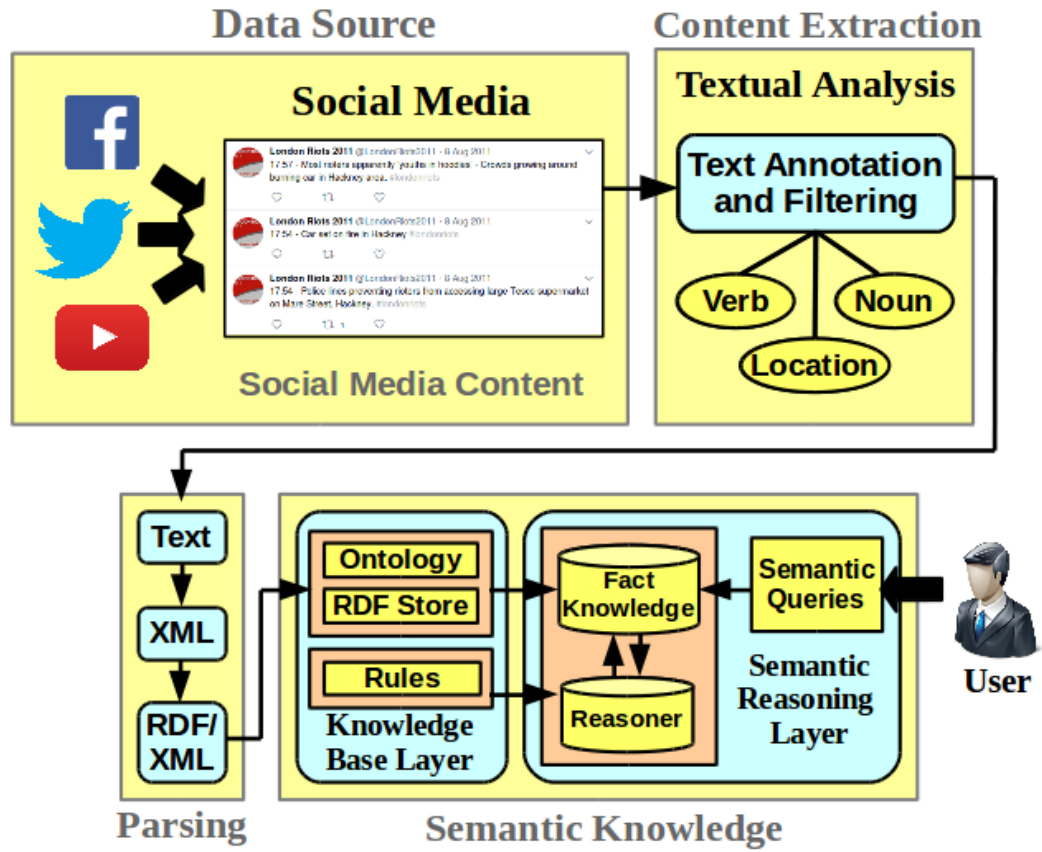 Data Source
Content Extraction
Social Media
Textual Analysis
London Riots 2011 @LondonRiots2011 - 8 Aug 2011
17:57 - Most rioters apparently 'youths in hoodies' - Crowds growing around
burning car in Hackney area. #londonriots
London Riots 2011 @LondonRiots2011 - 8 Aug 2011
17:54 - Car set on fire in Hackney #londonriots
London Riots 2011 @LondonRiots2011 - 8 Aug 2011
17:54 - Police lines preventing rioters from accessing large Tesco supermarket
on Mare Street, Hackney. #londonriots
1
Social Media Content
Text Annotation
and Filtering
Verb
Noun
Location
Text
XML
RDF/
XML
Parsing
Ontology
RDF Store
Rules
Knowledge
Base Layer
Fact
Knowledge
Reasoner
Semantic
Queries
Semantic
Reasoning
Layer
User
Semantic Knowledge